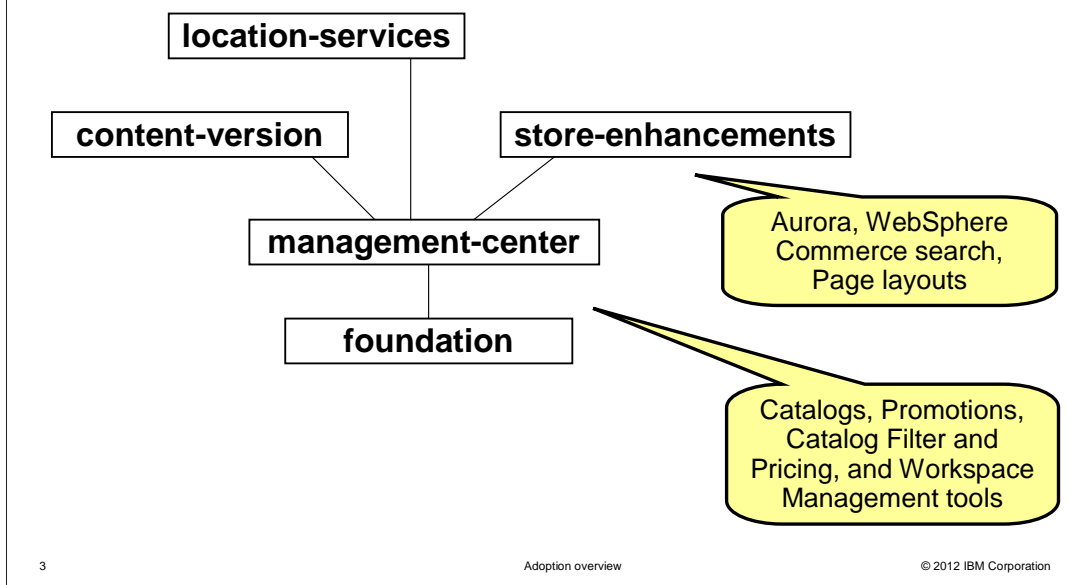 location-services
content-version
store-enhancements
Aurora, WebSphere
Commerce search,
Page layouts
management-center
foundation
Catalogs, Promotions,
Catalog Filter and
Pricing, and Workspace
Management tools
3
Adoption overview
© 2012 IBM Corporation